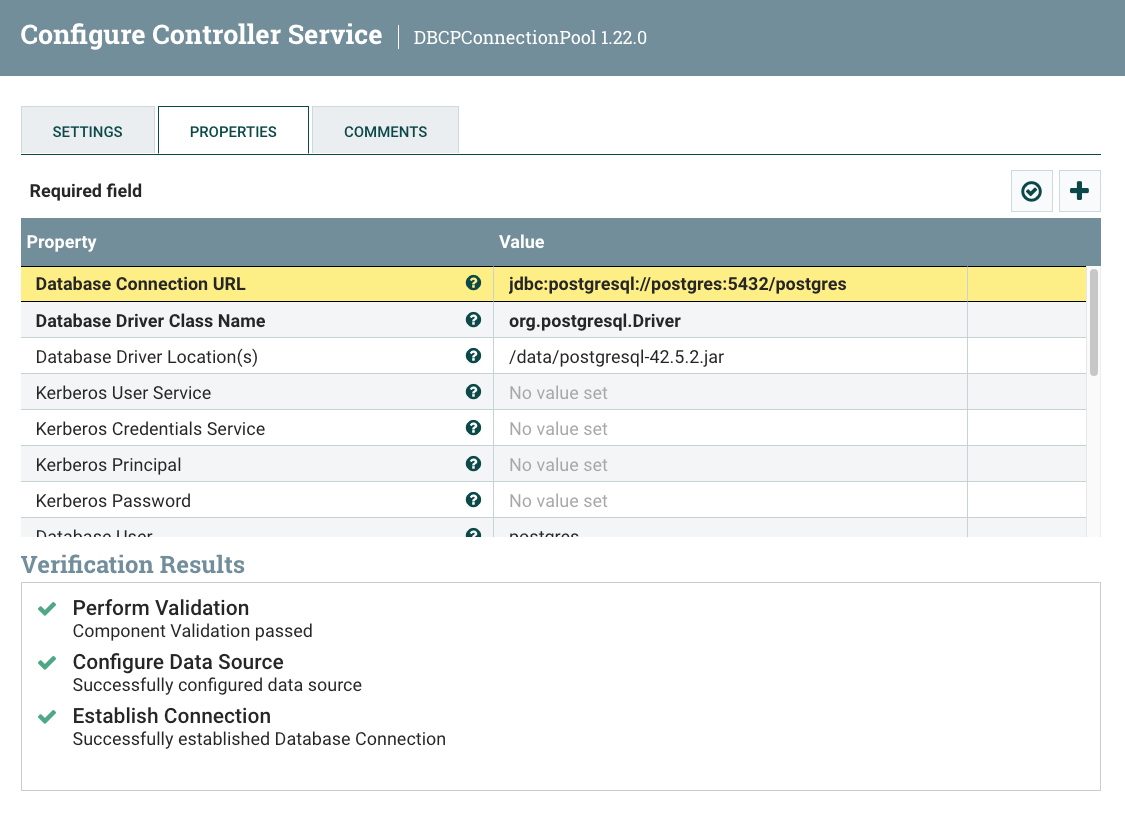 Configure Controller Service | DBCPConnectionPool 1.22.0
SETTINGS PROPERTIES COMMENTS
Required field
Property Value
Database Connection URL jdbc:postgresql://postgres:5432/postgres
Database Driver Class Name org.postgresql.Driver
Database Driver Location(s) /data/postgresql-42.5.2.jar
Kerberos User Service No value set
Kerberos Credentials Service No value set
Kerberos Principal No value set
Kerberos Password No value set
Database User postgres
Verification Results
Perform Validation
Component Validation passed
Configure Data Source
Successfully configured data source
Establish Connection
Successfully established Database Connection